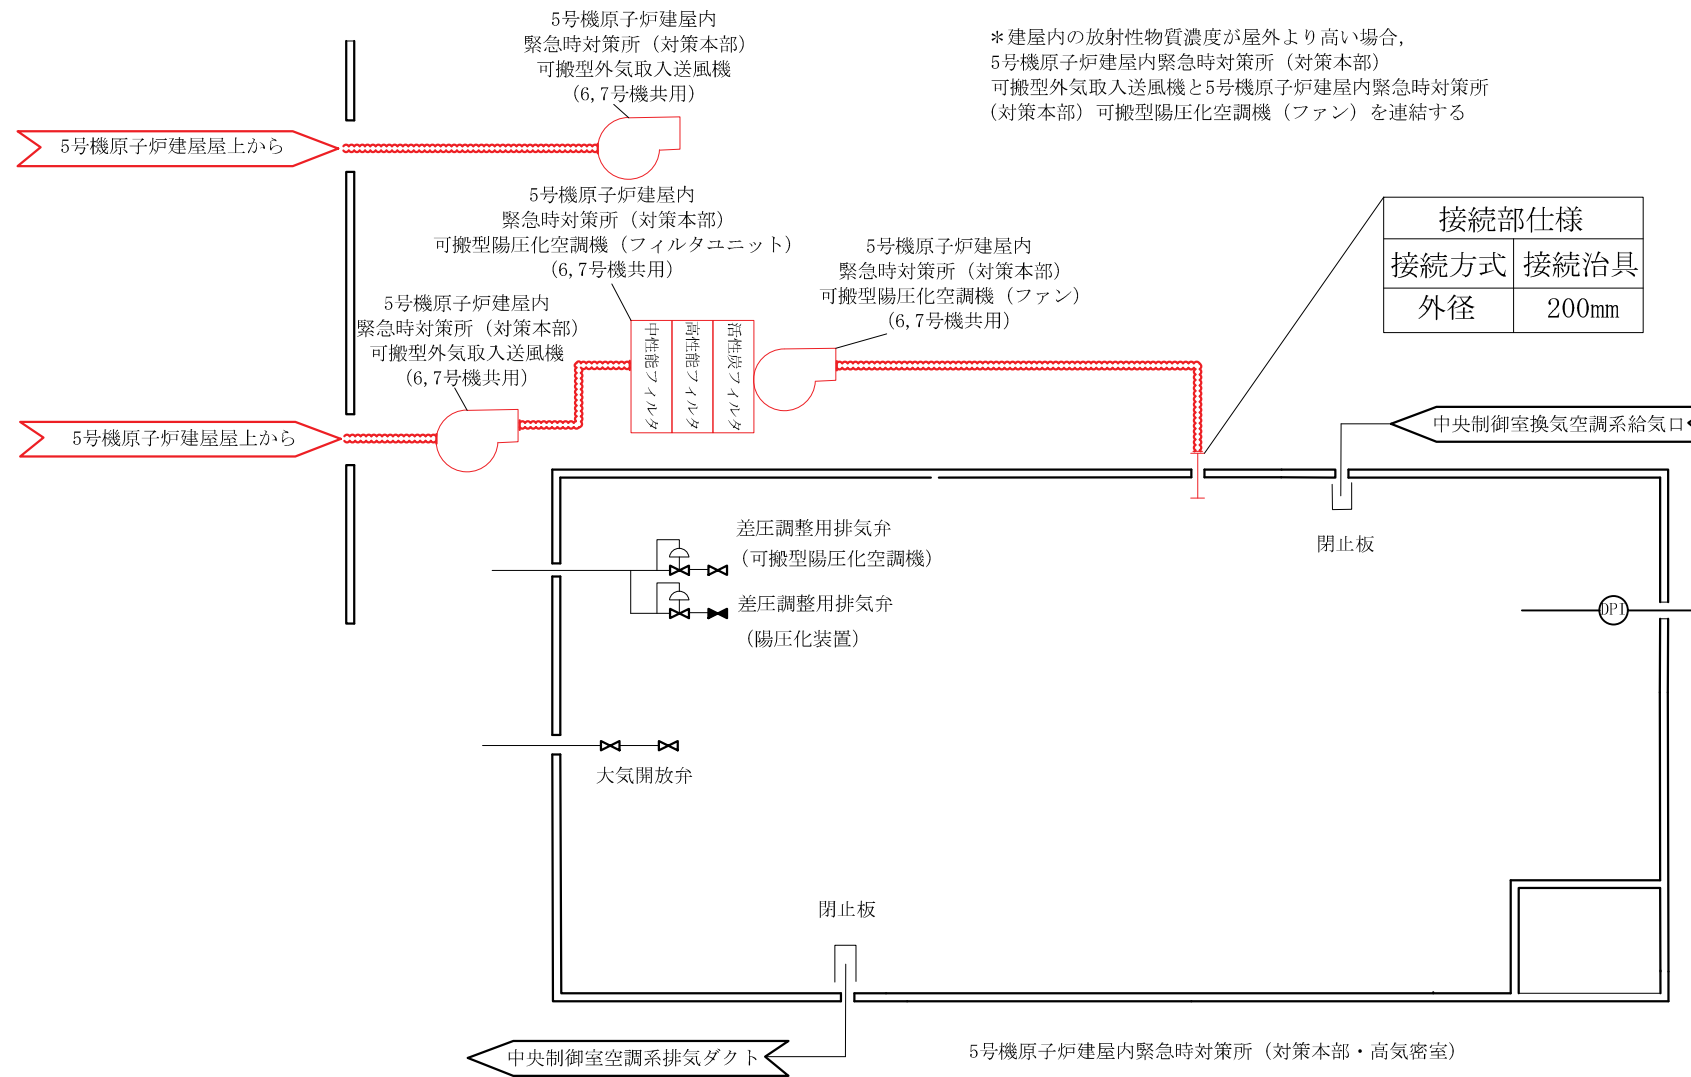 5号機原子炉建屋内
緊急時対策所（対策本部）
可搬型外気取入送風機
(6,7号機共用)
＊建屋内の放射性物質濃度が屋外より高い場合,
5号機原子炉建屋内緊急時対策所（対策本部）
可搬型外気取入送風機と5号機原子炉建屋内緊急時対策所
(対策本部）可搬型陽圧化空調機（ファン）を連結する
5号機原子炉建屋屋上から
5号機原子炉建屋内
緊急時対策所（対策本部）
可搬型陽圧化空調機（フィルタユニット）
(6,7号機共用)
5号機原子炉建屋内
緊急時対策所（対策本部）
可搬型陽圧化空調機（ファン）
(6,7号機共用)
接続部仕様
接続方式 接続治具
外径 200mm
5号機原子炉建屋内
緊急時対策所（対策本部）
可搬型外気取入送風機
(6,7号機共用)
中性能フィルタ
高性能フィルタ
活性炭フィルタ
5号機原子炉建屋屋上から
中央制御室換気空調系給気口
閉止板
差圧調整用排気弁
（可搬型陽圧化空調機）
差圧調整用排気弁
（陽圧化装置）
DPI
大気開放弁
閉止板
中央制御室空調系排気ダクト
5号機原子炉建屋内緊急時対策所（対策本部・高気密室）